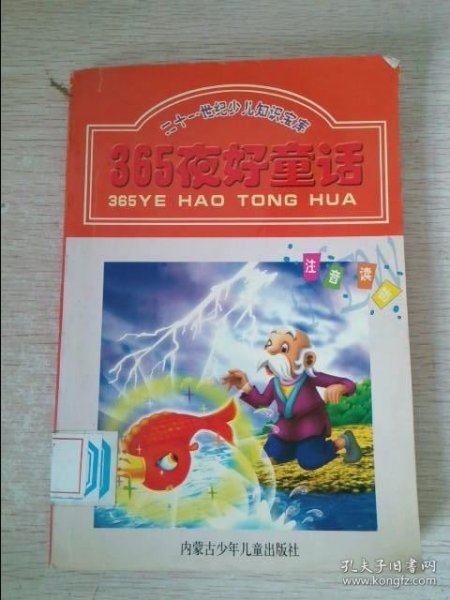 二十一世纪少儿知识宝库
365夜好童话
365YE HAO TONG HUA
注音读
内蒙古少年儿童出版社
孔夫子旧书网
www.kongfz.com